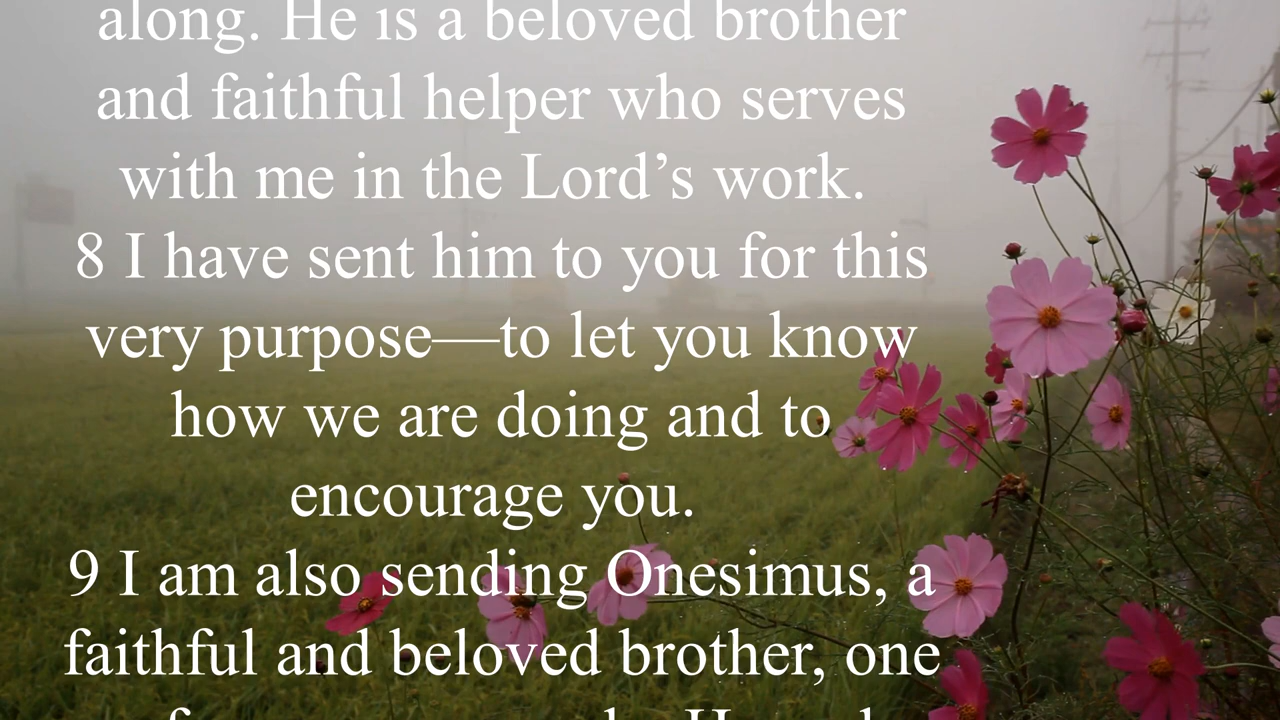 along. He is a beloved brother
and faithful helper who serves
with me in the Lord’s work.
8 I have sent him to you for this
very purpose—to let you know
how we are doing and to
encourage you.
9 I am also sending Onesimus, a
faithful and beloved brother, one